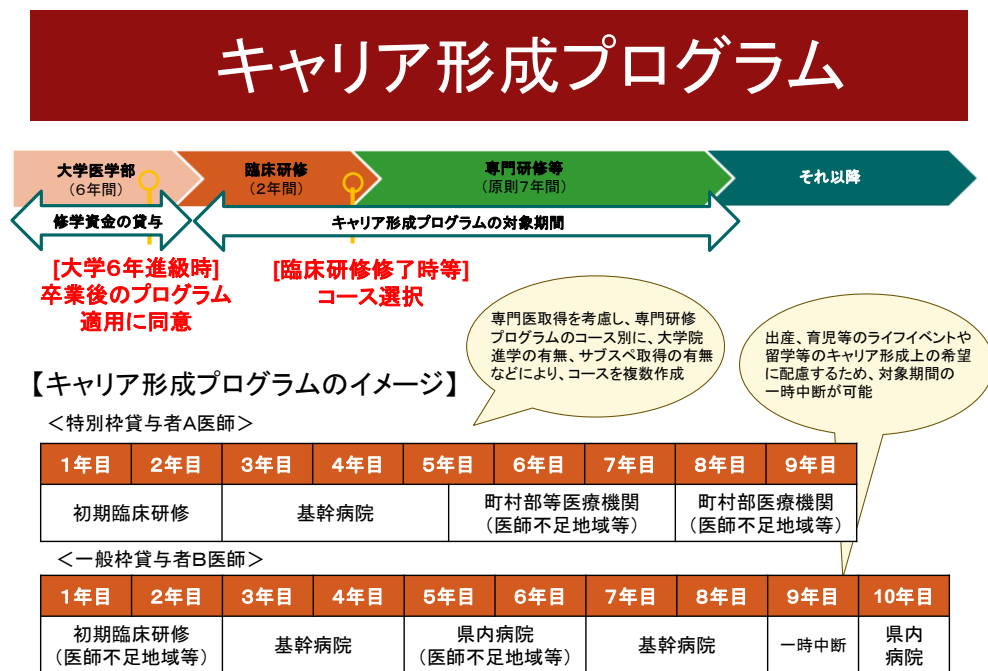 キャリア形成プログラム
大学医学部
（6年間）
臨床研修
（2年間）
専門研修等
（原則7年間）
それ以降
修学資金の貸与
キャリア形成プログラムの対象期間
[大学６年進級時]
卒業後のプログラム
適用に同意
[臨床研修修了時等]
コース選択
専門医取得を考慮し、専門研修
プログラムのコース別に、大学院
進学の有無、サブスペ取得の有無
などにより、コースを複数作成
出産、育児等のライフイベントや
留学等のキャリア形成上の希望
に配慮するため、対象期間の
一時中断が可能
【キャリア形成プログラムのイメージ】
＜特別枠貸与者Ａ医師＞
1年目 2年目 3年目 4年目 5年目 6年目 7年目 8年目 9年目
初期臨床研修 基幹病院 町村部等医療機関 町村部医療機関
（医師不足地域等） （医師不足地域等）
＜一般枠貸与者Ｂ医師＞
1年目 2年目 3年目 4年目 5年目 6年目 7年目 8年目 9年目 10年目
初期臨床研修 基幹病院 県内病院 基幹病院 一時中断 県内
（医師不足地域等） （医師不足地域等） 病院